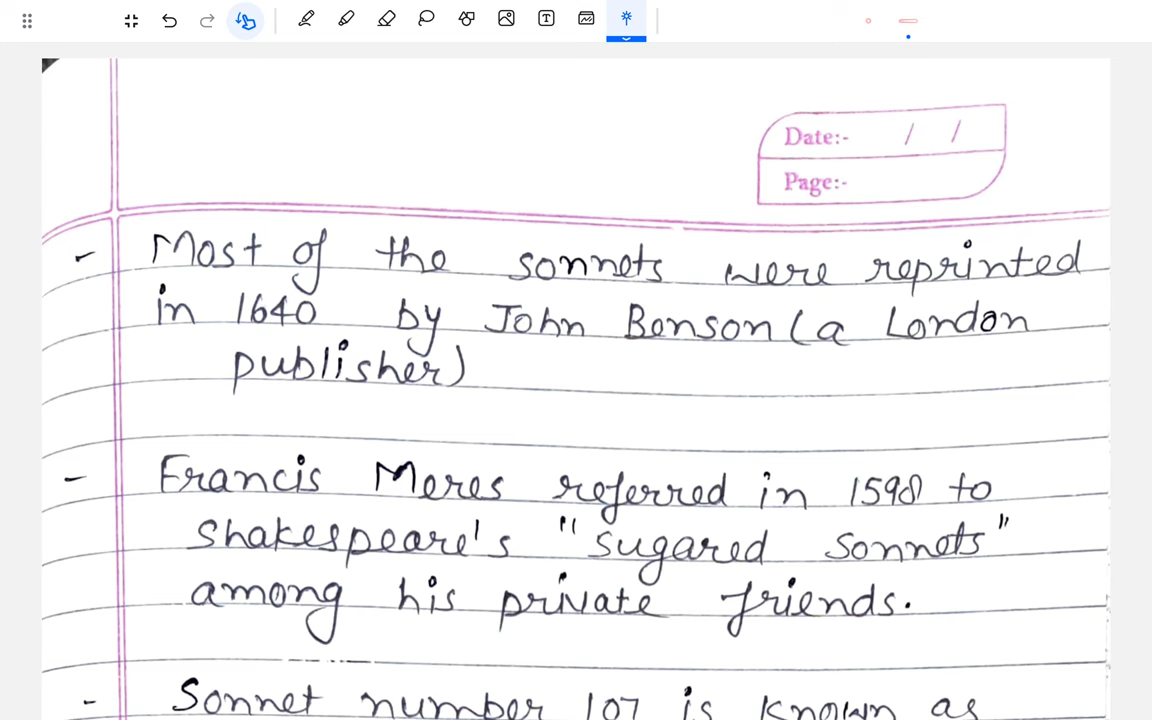 Date:- / /
Page:-
- Most of the sonnets were reprinted
in 1640 by John Benson (a London
publisher)
- Francis Meres referred in 1598 to
Shakespeare's "sugared sonnets"
among his private friends.
- Sonnet number 107 is known as